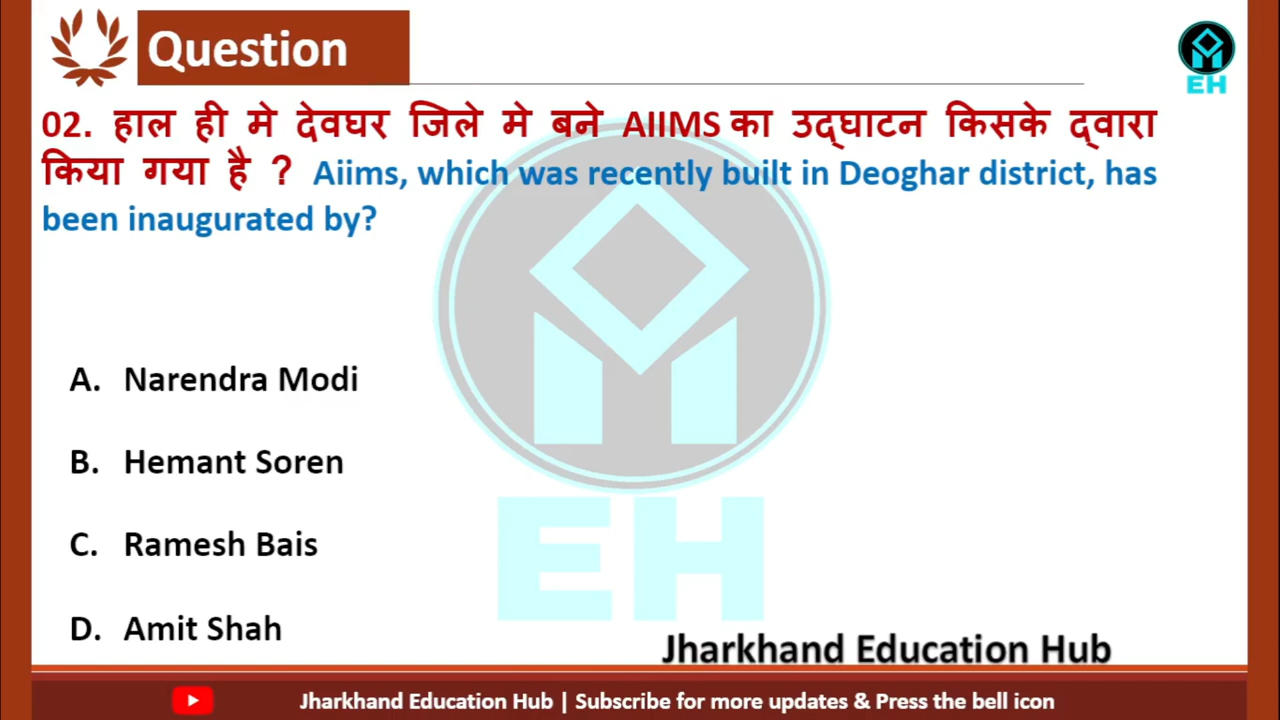 Question
EH
02. हाल ही मे देवघर जिले मे बने AIIMS का उद्घाटन किसके द्वारा
किया गया है ? Aiims, which was recently built in Deoghar district, has
been inaugurated by?
A. Narendra Modi
B. Hemant Soren
C. Ramesh Bais
D. Amit Shah
EH
Jharkhand Education Hub
Jharkhand Education Hub | Subscribe for more updates & Press the bell icon